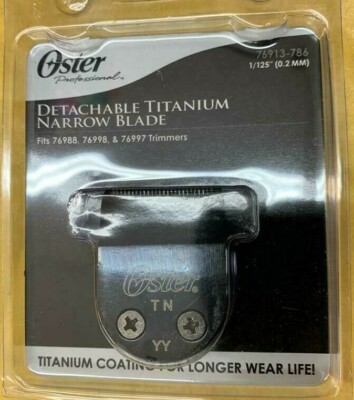 Oster
Professional
76913-786
1/125" (0.2 MM)
DETACHABLE TITANIUM
NARROW BLADE
Fits 76988, 76998, & 76997 Trimmers
Oster
TN
YY
TITANIUM COATING FOR LONGER WEAR LIFE!